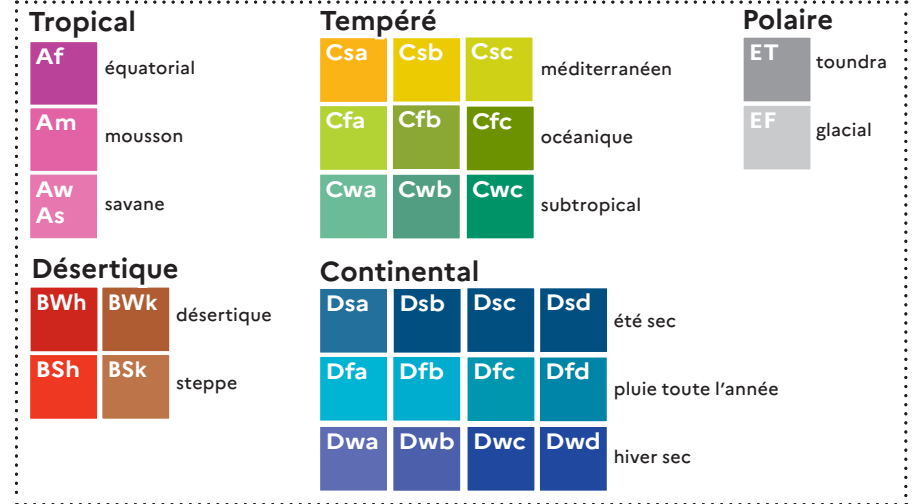 Tropical
Af
équatorial
Am
mousson
Aw
As
savane
Tempéré
Csa Csb Csc
méditerranéen
Cfa Cfb Cfc
océanique
Cwa Cwb Cwc
subtropical
Polaire
ET
toundra
EF
glacial
Désertique
BWh BWk
désertique
BSh BSk
steppe
Continental
Dsa Dsb Dsc Dsd
été sec
Dfa Dfb Dfc Dfd
pluie toute l'année
Dwa Dwb Dwc Dwd
hiver sec